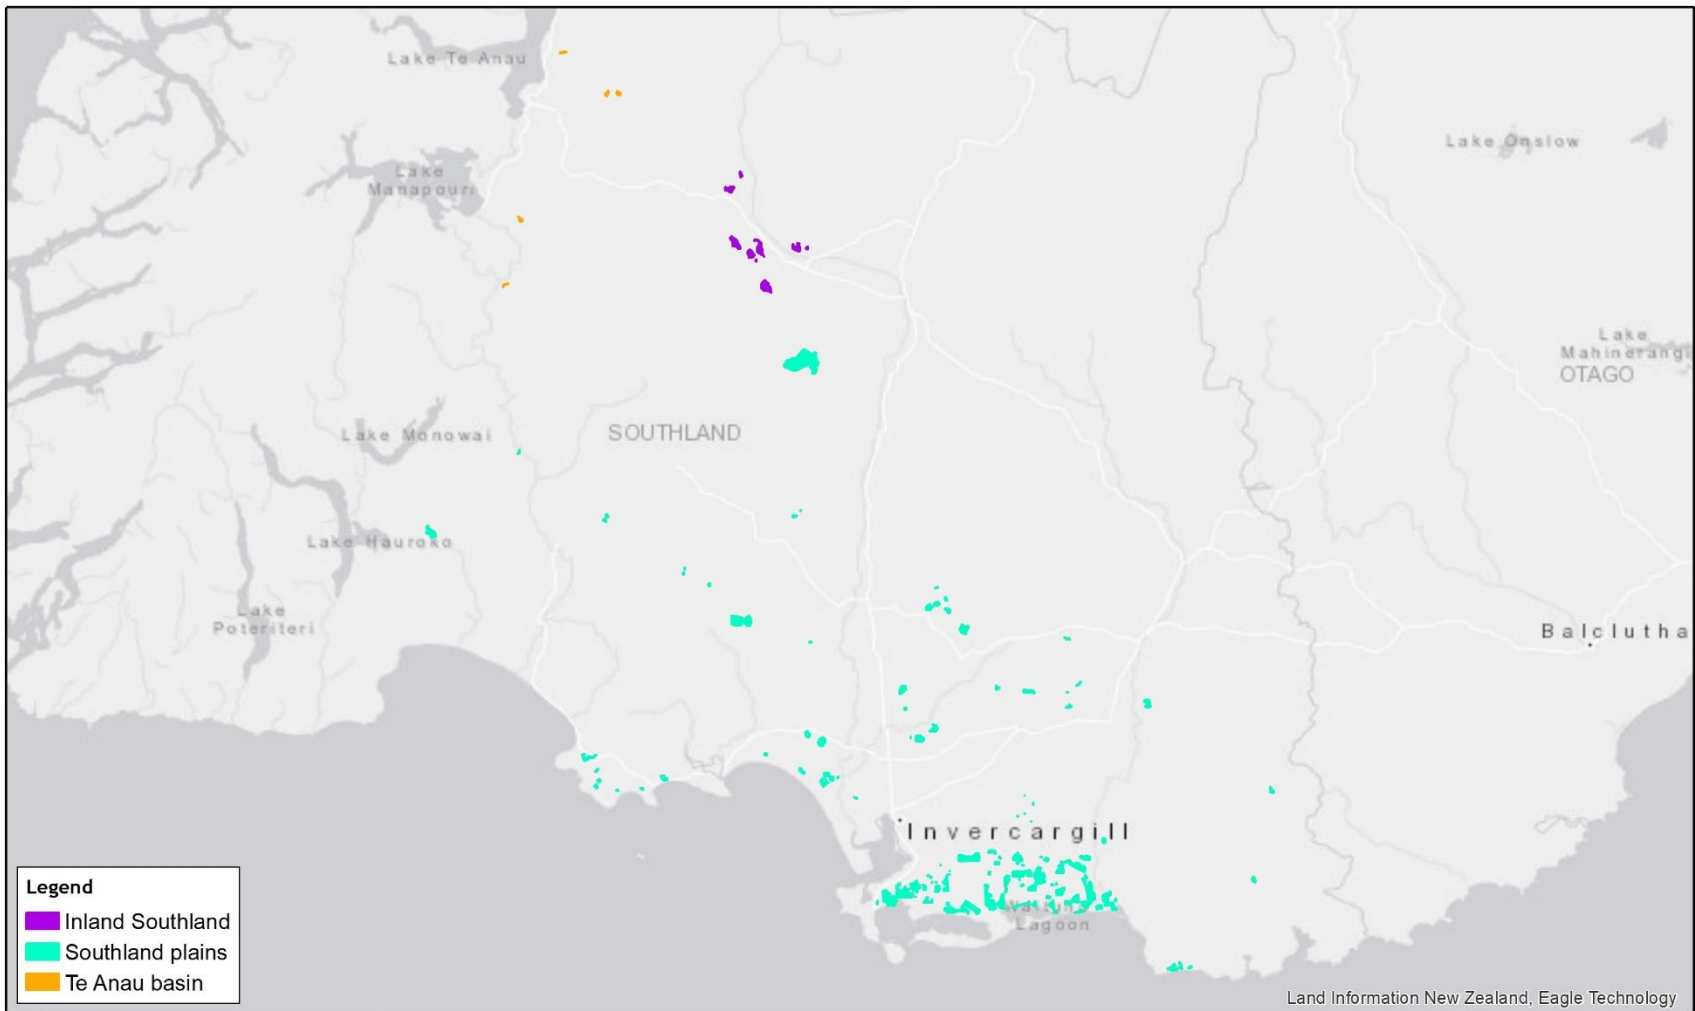 Lake Te Anau
Lake Onslow
Lake
Manapouri
Lake
Mahinerangi
OTAGO
SOUTHLAND
Lake Monowai
Lake Hauroko
Lake
Poteriteri
Balclutha
Invercargill
Lagoon
Legend
Inland Southland
Southland plains
Te Anau basin
Land Information New Zealand, Eagle Technology